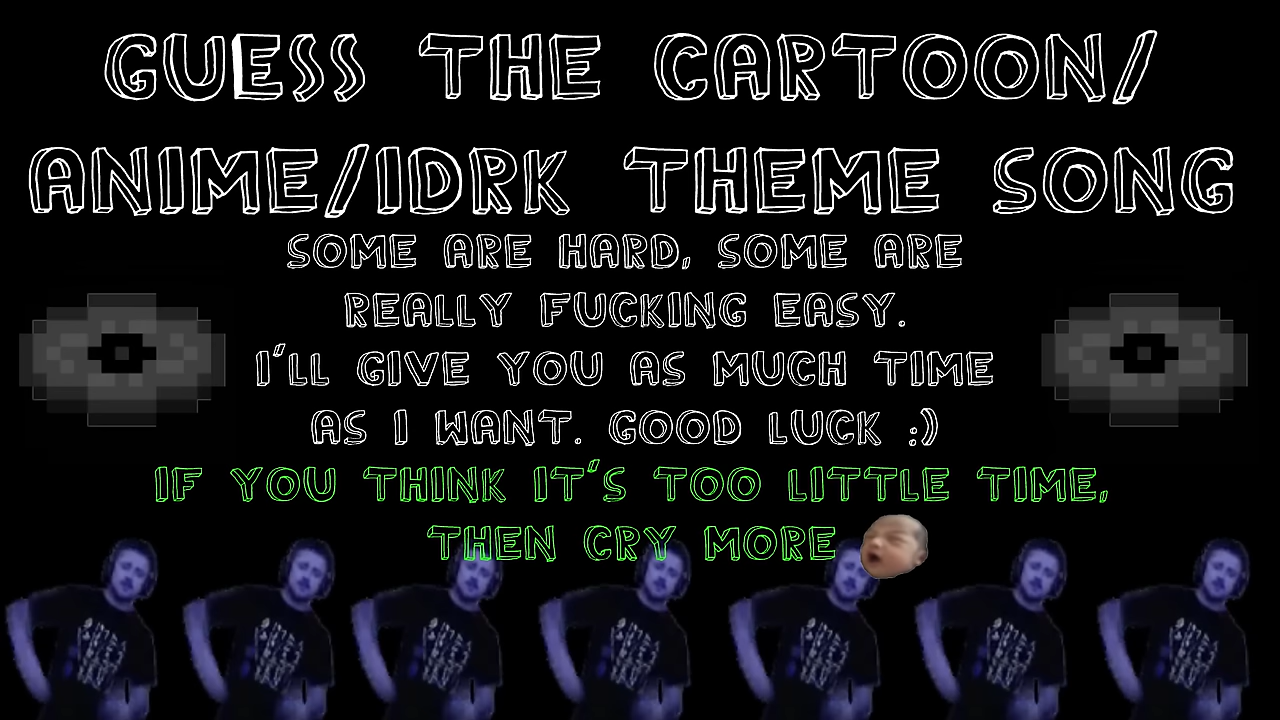 GUESS THE CARTOON/
ANIME/IDRK THEME SONG
SOME ARE HARD, SOME ARE
REALLY FUCKING EASY.
I'LL GIVE YOU AS MUCH TIME
AS I WANT. GOOD LUCK :)
IF YOU THINK IT'S TOO LITTLE TIME,
THEN CRY MORE